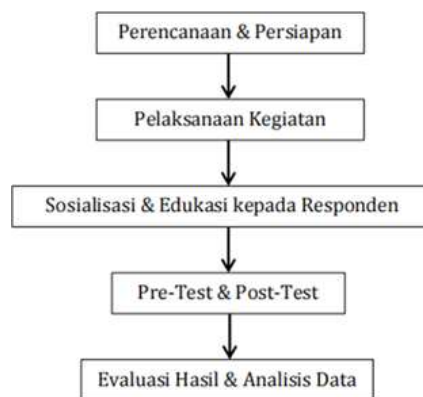 Perencanaan & Persiapan
Pelaksanaan Kegiatan
Sosialisasi & Edukasi kepada Responden
Pre-Test & Post-Test
Evaluasi Hasil & Analisis Data